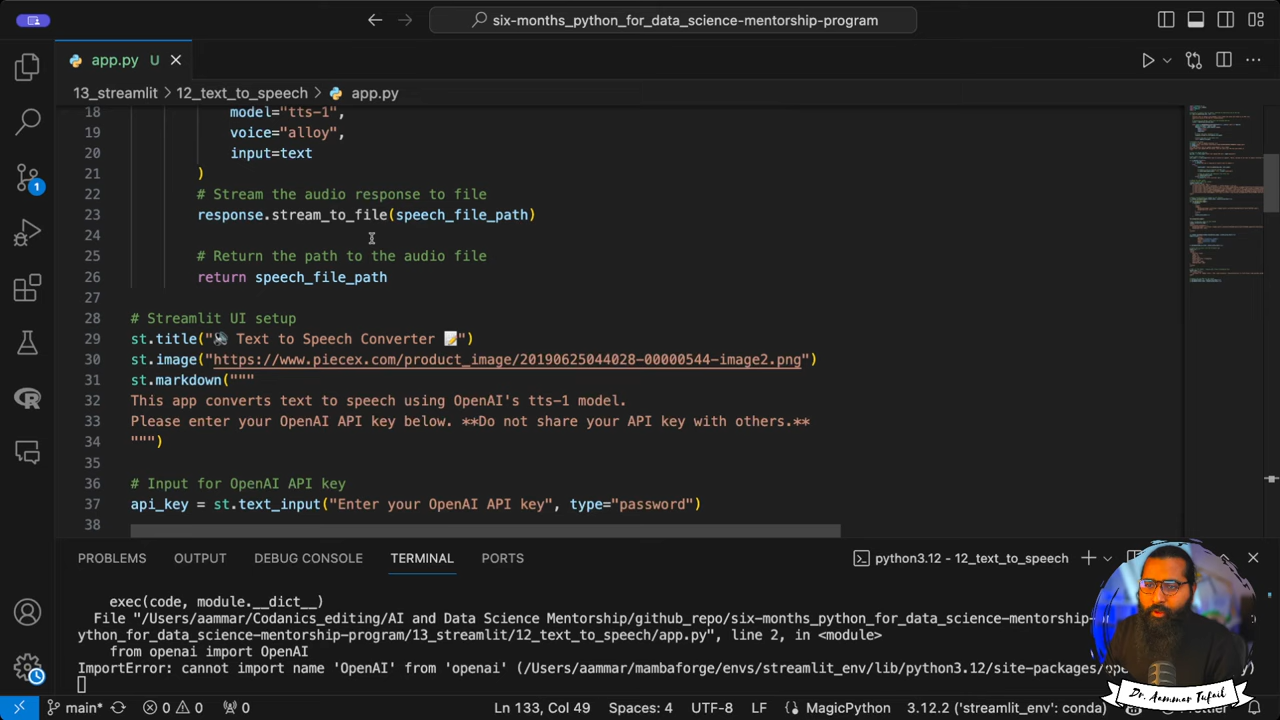 six-months_python_for_data_science-mentorship-program
app.py U
13_streamlit > 12_text_to_speech > app.py
18 model="tts-1",
19 voice="alloy",
20 input=text
21 )
22 # Stream the audio response to file
23 response.stream_to_file(speech_file_path)
24
25 # Return the path to the audio file
26 return speech_file_path
27
28 # Streamlit UI setup
29 st.title("🔊 Text to Speech Converter 📝")
30 st.image("https://www.piecex.com/product_image/20190625044028-00000544-image2.png")
31 st.markdown("""
32 This app converts text to speech using OpenAI's tts-1 model.
33 Please enter your OpenAI API key below. **Do not share your API key with others.**
34 """)
35
36 # Input for OpenAI API key
37 api_key = st.text_input("Enter your OpenAI API key", type="password")
38
PROBLEMS OUTPUT DEBUG CONSOLE TERMINAL PORTS python3.12 - 12_text_to_speech
exec(code, module.__dict__)
File "/Users/aammar/Codanics_editing/AI and Data Science Mentorship/github_repo/six-months_python_for_data_science-mentorship-
ython_for_data_science-mentorship-program/13_streamlit/12_text_to_speech/app.py", line 2, in <module>
from openai import OpenAI
ImportError: cannot import name 'OpenAI' from 'openai' (/Users/aammar/mambaforge/envs/streamlit_env/lib/python3.12/site-packages/
Dr. Aammar Tufail
main* 0 0 0 Ln 133, Col 49 Spaces: 4 UTF-8 LF MagicPython 3.12.2 ('streamlit_env': conda)
1